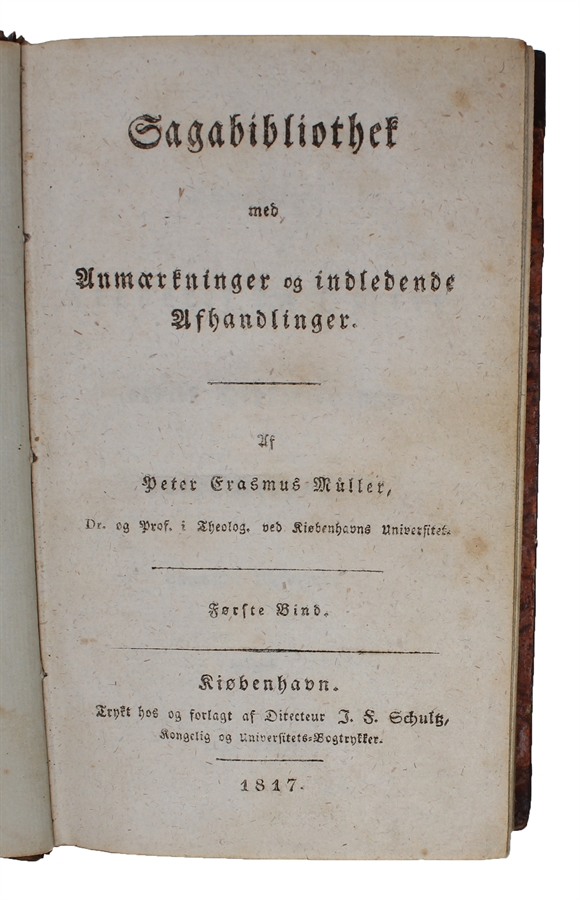 Sagabibliothek
med
Anmærkninger og indledende
Afhandlinger.
Af
Peter Erasmus Müller,
Dr. og Prof. i Theolog. ved Kiøbenhavns Universitet.
Første Bind.
Kiøbenhavn.
Trykt hos og forlagt af Directeur J. F. Schultz,
Kongelig og Universitets-Bogtrykker.
1817.